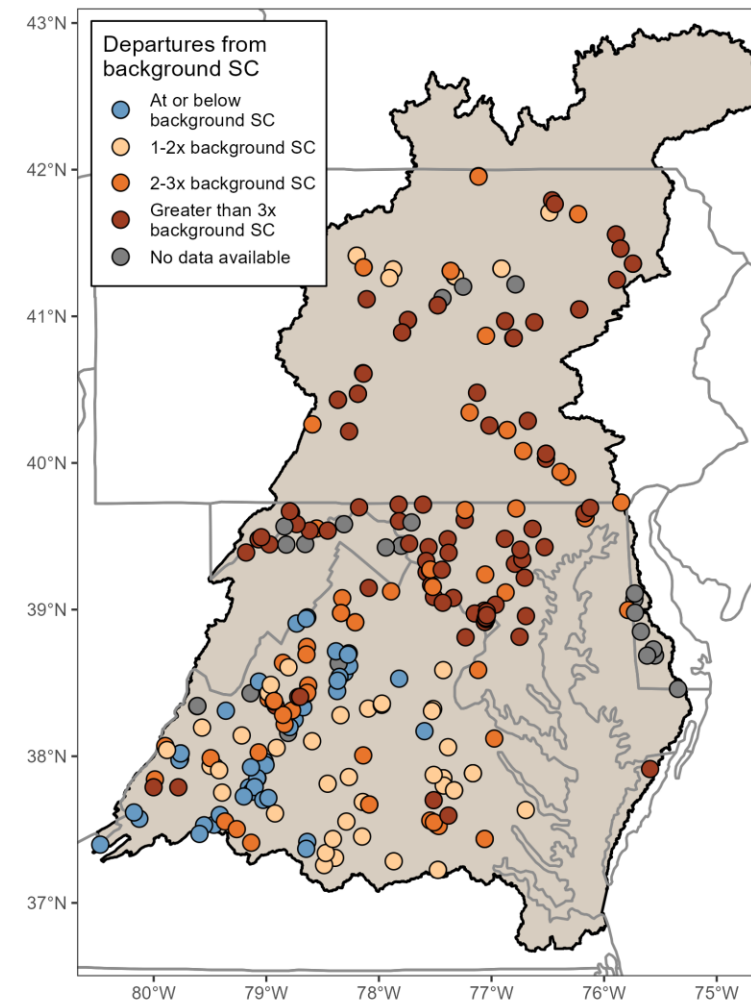 43°N
Departures from
background SC
At or below
background SC
1-2x background SC
2-3x background SC
Greater than 3x
background SC
No data available
42°N
41°N
40°N
39°N
38°N
37°N
80°W 79°W 78°W 77°W 76°W 75°W